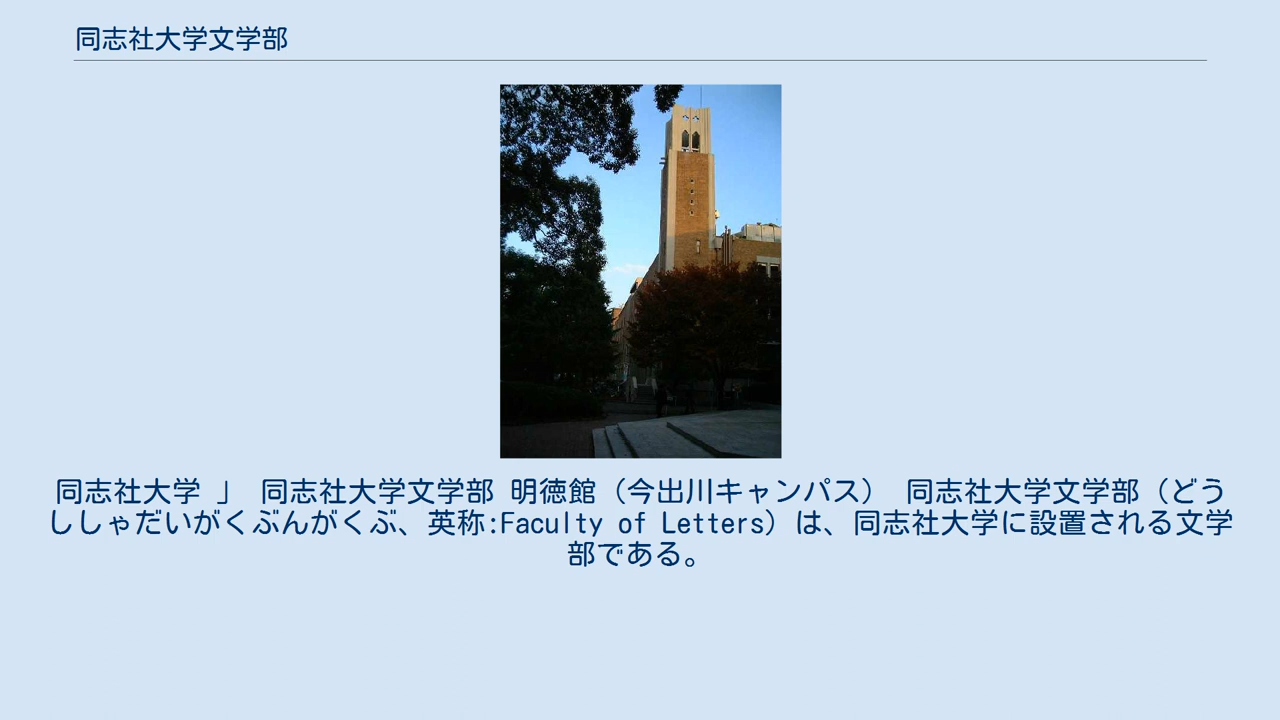 同志社大学文学部
同志社大学 」 同志社大学文学部 明徳館（今出川キャンパス） 同志社大学文学部（どう
ししゃだいがくぶんがくぶ、英称:Faculty of Letters）は、同志社大学に設置される文学
部である。